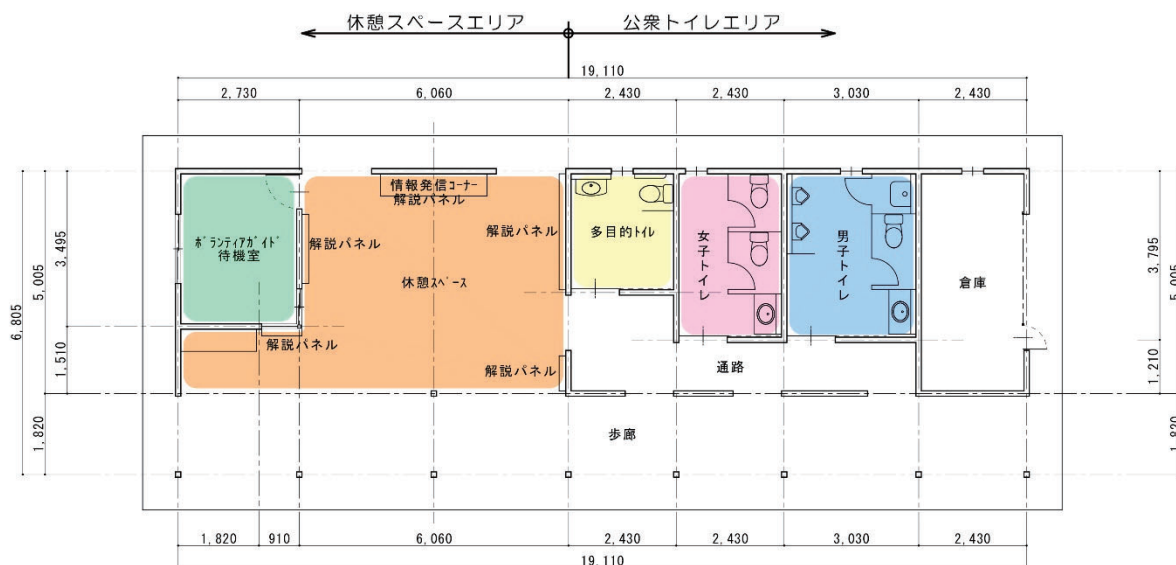 休憩スペースエリア 公衆トイレエリア
19,110
2,730 6,060 2,430 2,430 3,030 2,430
情報発信コーナー
解説パネル
ボランティアガイド
待機室
解説パネル
解説パネル
多目的トイレ
女子トイレ
男子トイレ
休憩スペース
倉庫
解説パネル
解説パネル
通路
歩廊
6,805
5,005
1,820
3,495
1,510
3,795
1,210
5,005
1,820
1,820 910 6,060 2,430 2,430 3,030 2,430
19,110